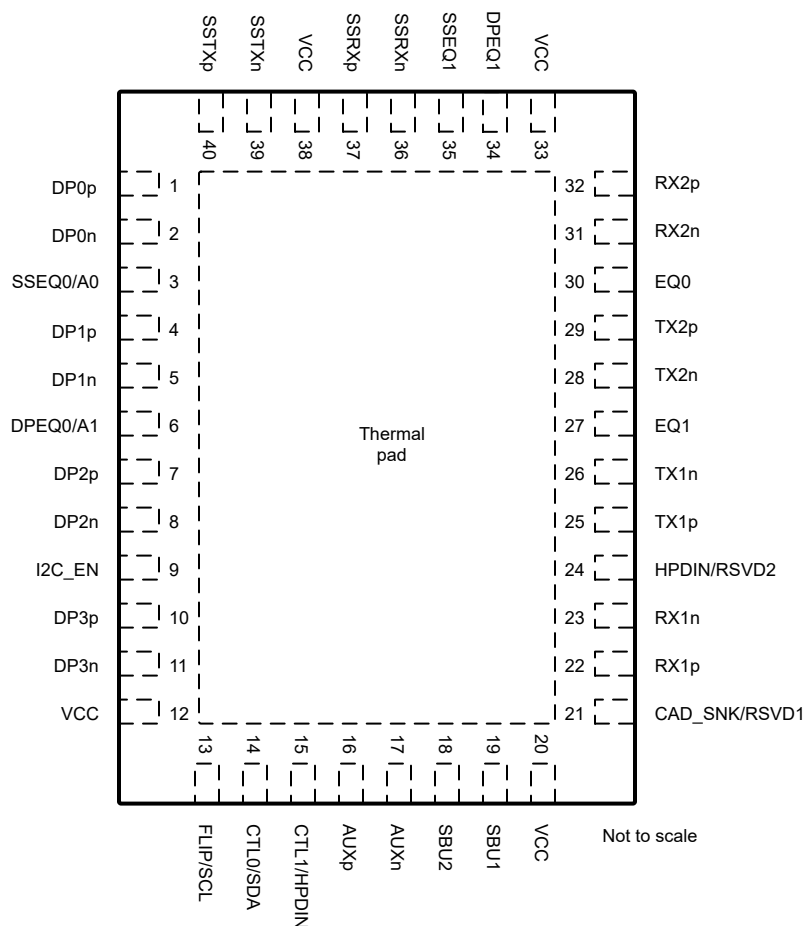 SSTXp
SSTXn
VCC
SSRXp
SSRXn
SSEQ1
DPEQ1
VCC
40
39
38
37
36
35
34
33
DP0p 1
32 RX2p
DP0n 2
31 RX2n
SSEQ0/A0 3
30 EQ0
DP1p 4
29 TX2p
DP1n 5
28 TX2n
DPEQ0/A1 6
27 EQ1
Thermal
pad
DP2p 7
26 TX1n
DP2n 8
25 TX1p
I2C_EN 9
24 HPDIN/RSVD2
DP3p 10
23 RX1n
DP3n 11
22 RX1p
VCC 12
21 CAD_SNK/RSVD1
13
14
15
16
17
18
19
20
FLIP/SCL
CTL0/SDA
CTL1/HPDIN
AUXp
AUXn
SBU2
SBU1
VCC
Not to scale